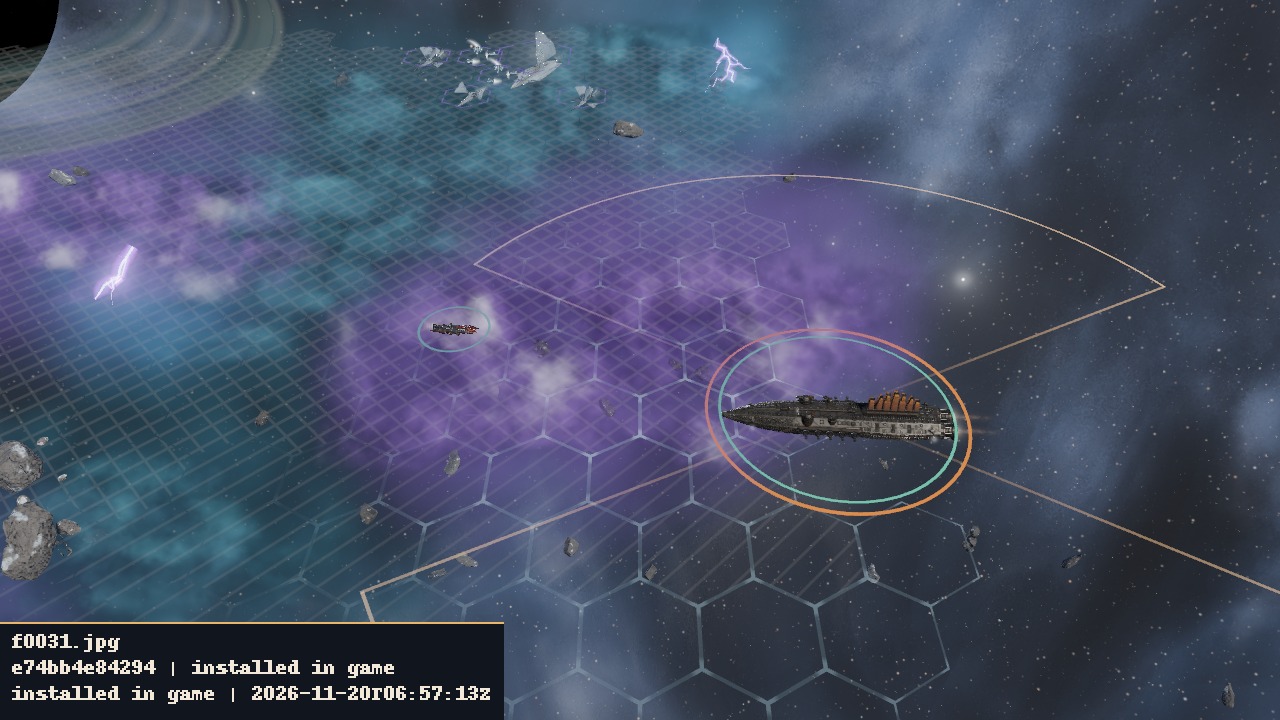 f0031.jpg
e74bb4e84294 | installed in game
installed in game | 2026-11-20T06:57:13Z